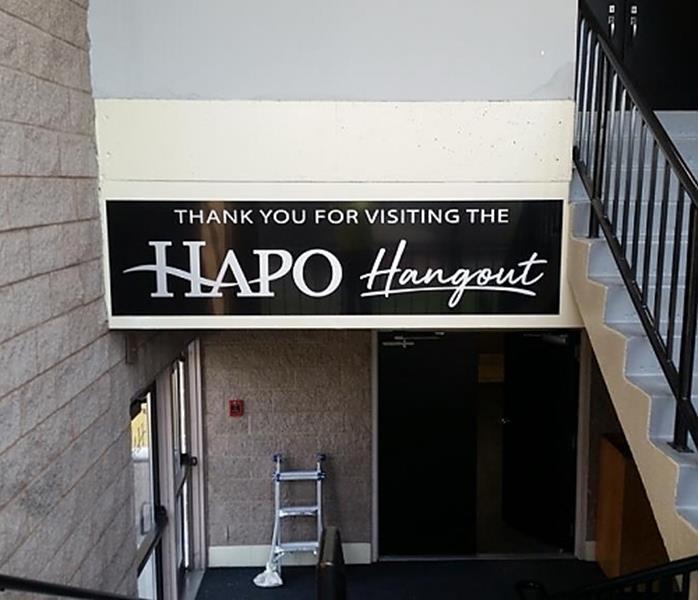 THANK YOU FOR VISITING THE
HAPO Hangout